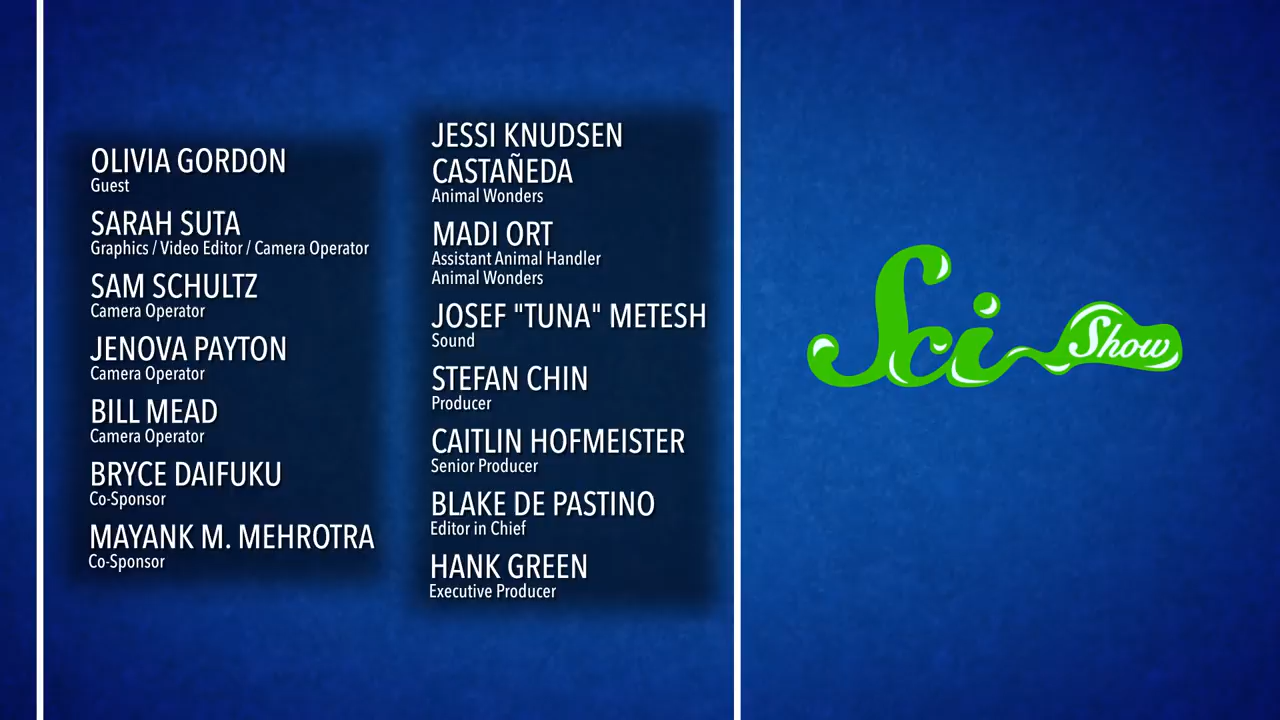 OLIVIA GORDON
Guest
SARAH SUTA
Graphics / Video Editor / Camera Operator
SAM SCHULTZ
Camera Operator
JENOVA PAYTON
Camera Operator
BILL MEAD
Camera Operator
BRYCE DAIFUKU
Co-Sponsor
MAYANK M. MEHROTRA
Co-Sponsor
JESSI KNUDSEN
CASTAÑEDA
Animal Wonders
MADI ORT
Assistant Animal Handler
Animal Wonders
JOSEF "TUNA" METESH
Sound
STEFAN CHIN
Producer
CAITLIN HOFMEISTER
Senior Producer
BLAKE DE PASTINO
Editor in Chief
HANK GREEN
Executive Producer
Sci Show